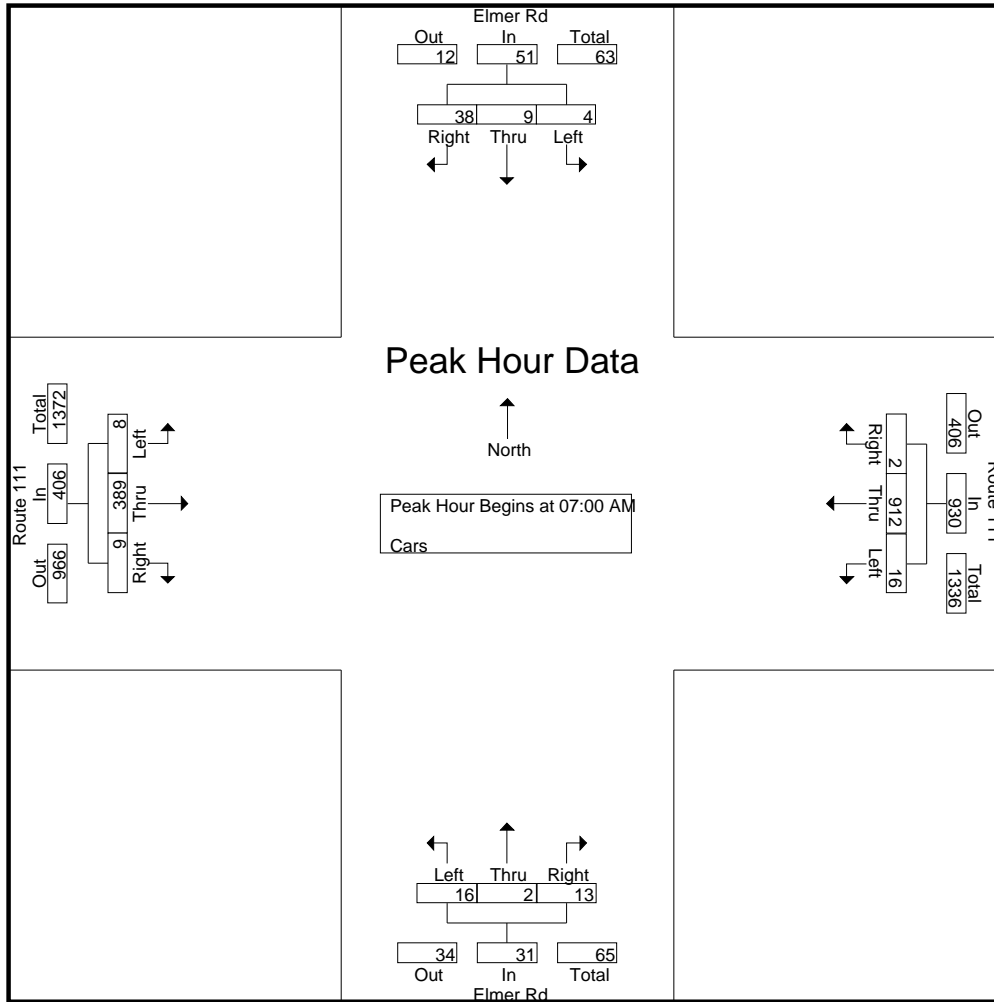 Elmer Rd
Out In Total
12 51 63
38 9 4
Right Thru Left
Peak Hour Data
North
Peak Hour Begins at 07:00 AM
Cars
Route 111
Total In Out
1372 406 966
8 389 9
Left Thru Right
Right Thru Left
2 912 16
Out In Total
406 930 1336
Route 111
Left Thru Right
16 2 13
34 31 65
Out In Total
Elmer Rd